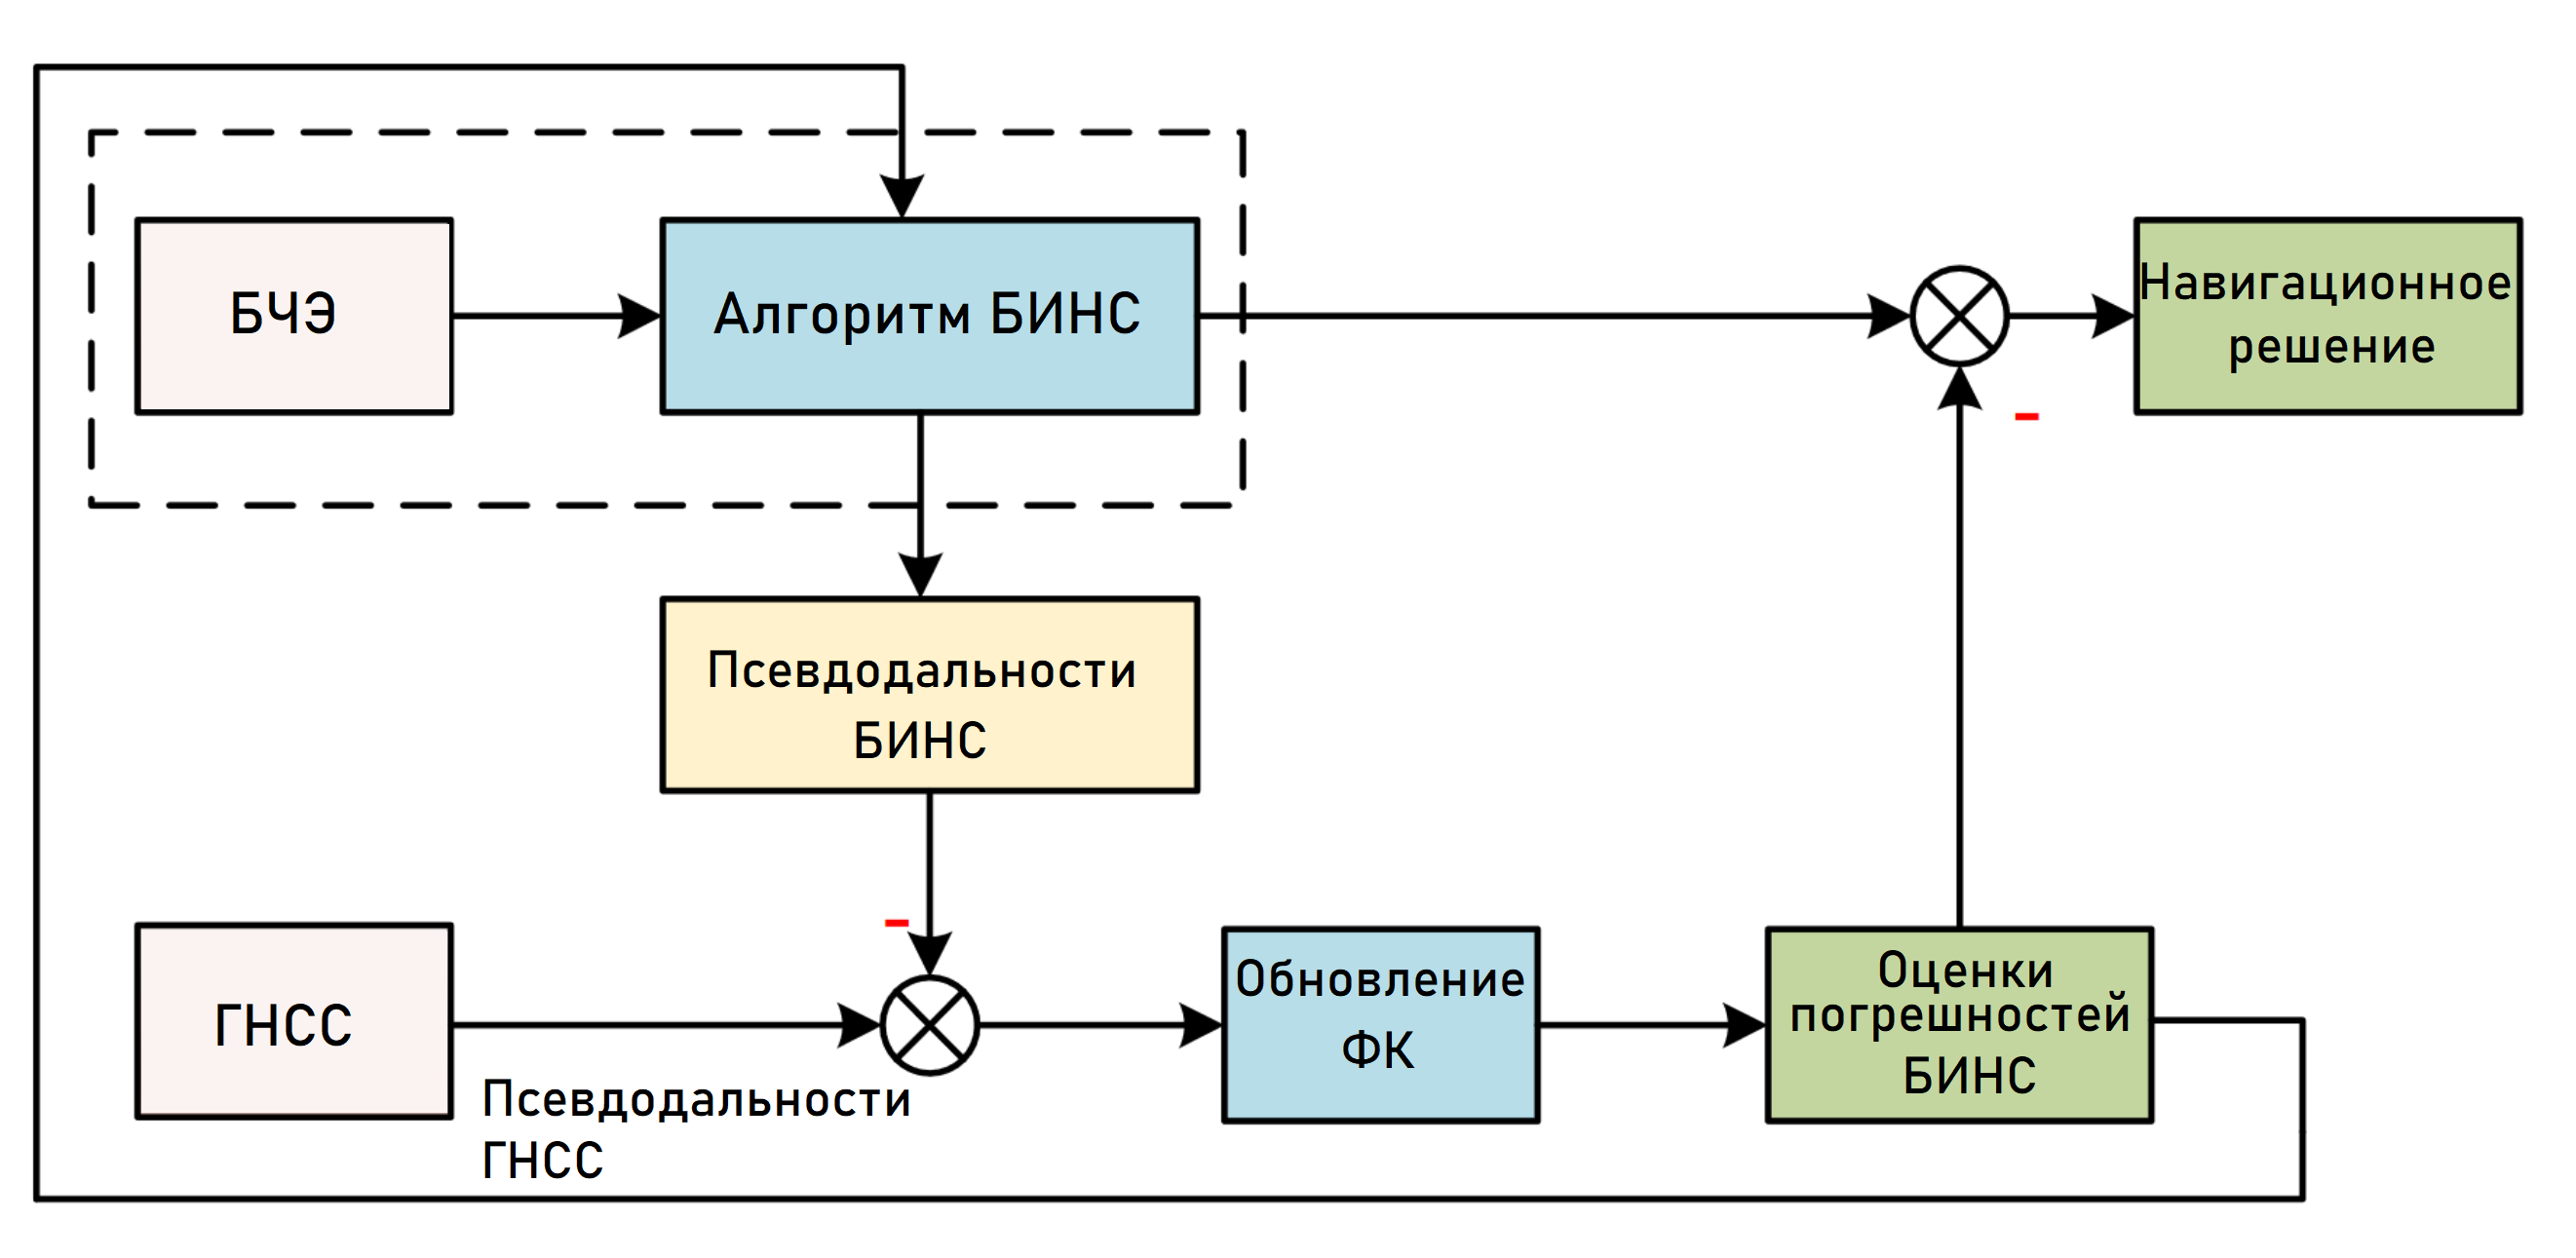 БЧЭ
Алгоритм БИНС
Навигационное
решение
-
Псевдодальности
БИНС
-
ГНСС
Псевдодальности
ГНСС
Обновление
ФК
Оценки
погрешностей
БИНС